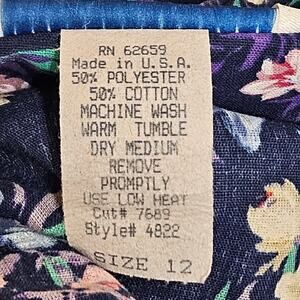 RN 62659
Made in U.S.A.
50% POLYESTER
50% COTTON
MACHINE WASH
WARM TUMBLE
DRY MEDIUM
REMOVE
PROMPTLY
USE LOW HEAT
Cut# 7689
Style# 4822
SIZE 12